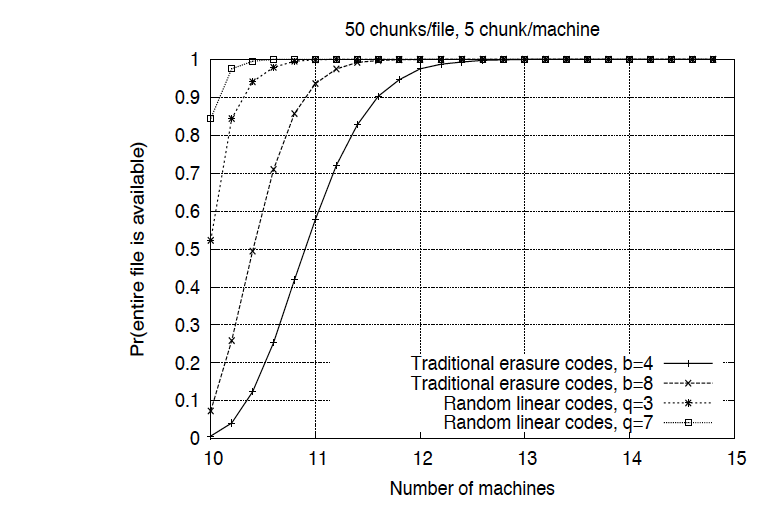 50 chunks/file, 5 chunk/machine
Pr(entire file is available)
1
0.9
0.8
0.7
0.6
0.5
0.4
0.3
0.2
0.1
0
Traditional erasure codes, b=4
Traditional erasure codes, b=8
Random linear codes, q=3
Random linear codes, q=7
10 11 12 13 14 15
Number of machines